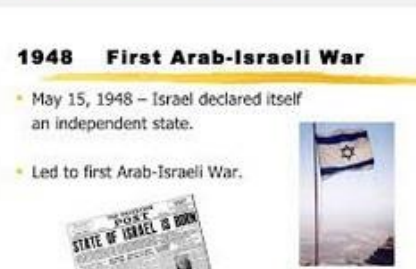 1948 First Arab-Israeli War
May 15, 1948 – Israel declared itself
an independent state.
Led to first Arab-Israeli War.
POST
STATE OF ISRAEL IS BORN